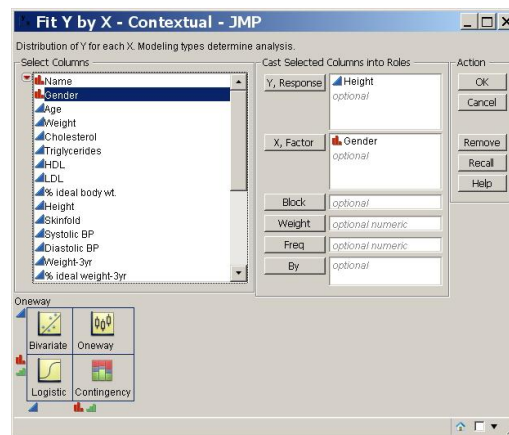 Fit Y by X - Contextual - JMP
Distribution of Y for each X. Modeling types determine analysis.
Select Columns
Name
Gender
Age
Weight
Cholesterol
Triglycerides
HDL
LDL
% ideal body wt.
Height
Skinfold
Systolic BP
Diastolic BP
Weight-3yr
% ideal weight-3yr
Cast Selected Columns into Roles
Y, Response
Height
optional
X, Factor
Gender
optional
Block
optional
Weight
optional numeric
Freq
optional numeric
By
optional
Action
OK
Cancel
Remove
Recall
Help
Oneway
Bivariate
Oneway
Logistic
Contingency